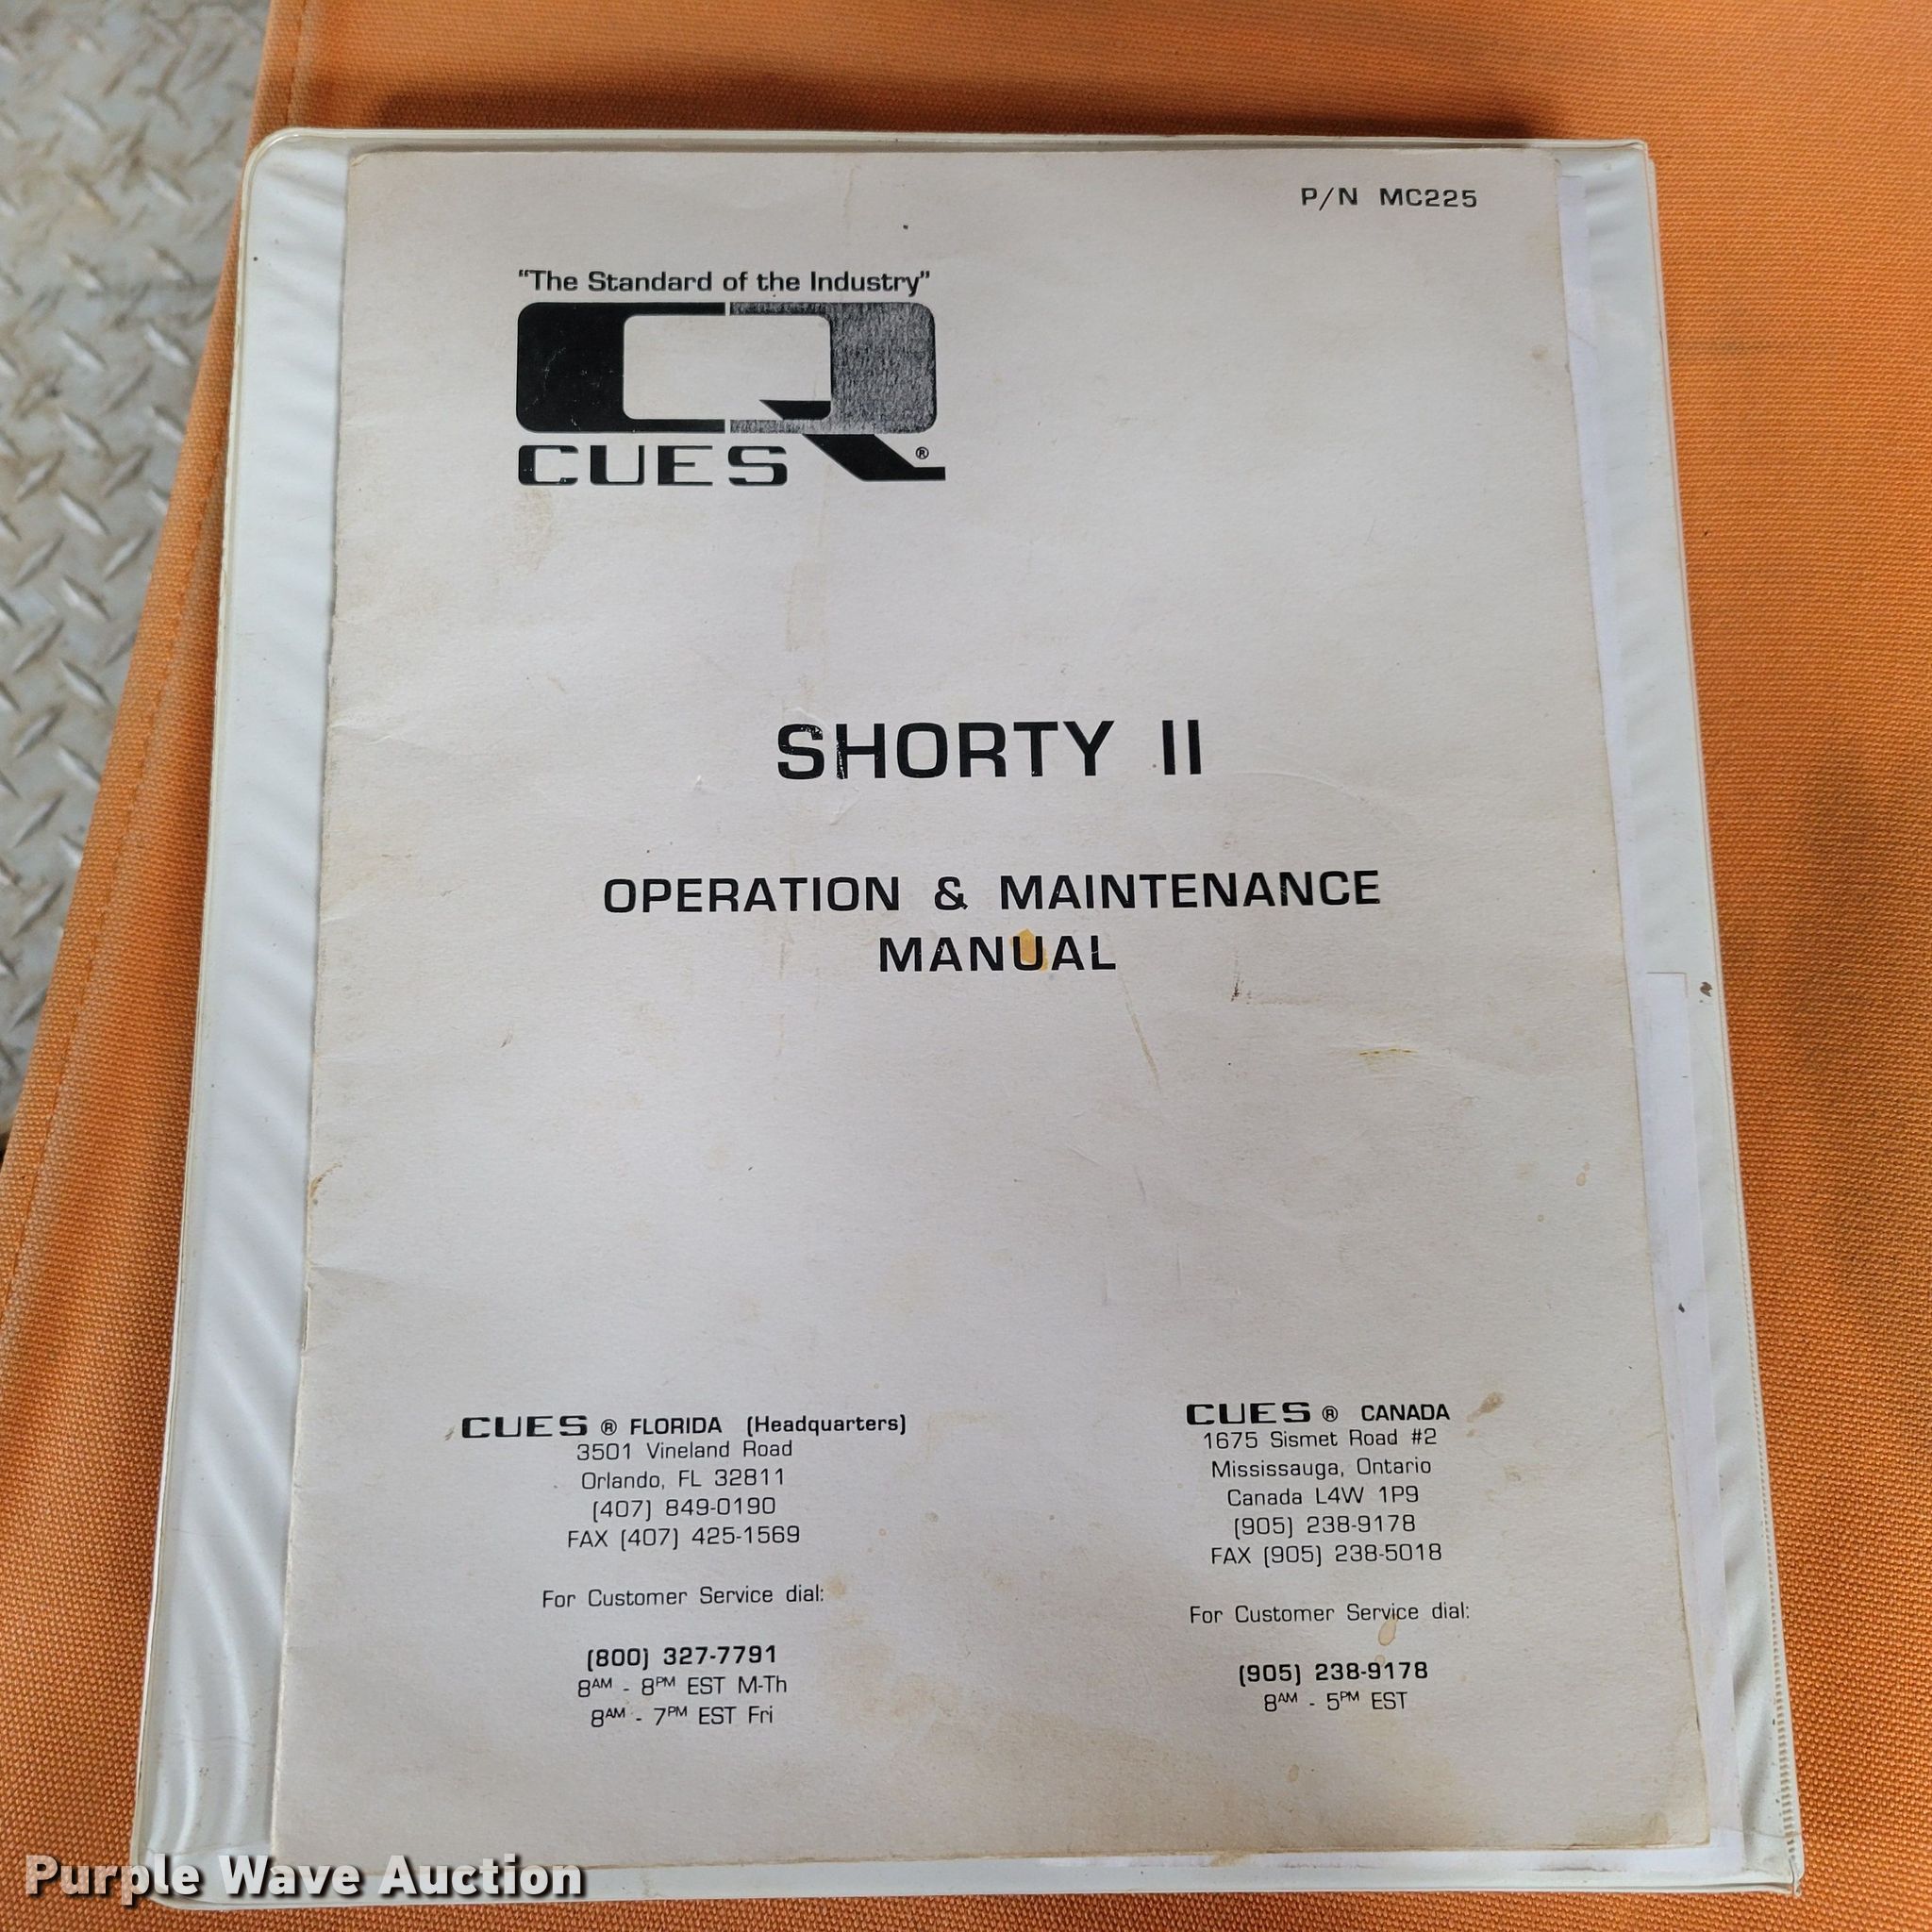 P/N MC225
"The Standard of the Industry"
CUES ®
SHORTY II
OPERATION & MAINTENANCE
MANUAL
CUES ® FLORIDA (Headquarters)
3501 Vineland Road
Orlando, FL 32811
(407) 849-0190
FAX (407) 425-1569
For Customer Service dial:
(800) 327-7791
8AM - 8PM EST M-Th
8AM - 7PM EST Fri
CUES ® CANADA
1675 Sismet Road #2
Mississauga, Ontario
Canada L4W 1P9
(905) 238-9178
FAX (905) 238-5018
For Customer Service dial:
(905) 238-9178
8AM - 5PM EST
Purple Wave Auction